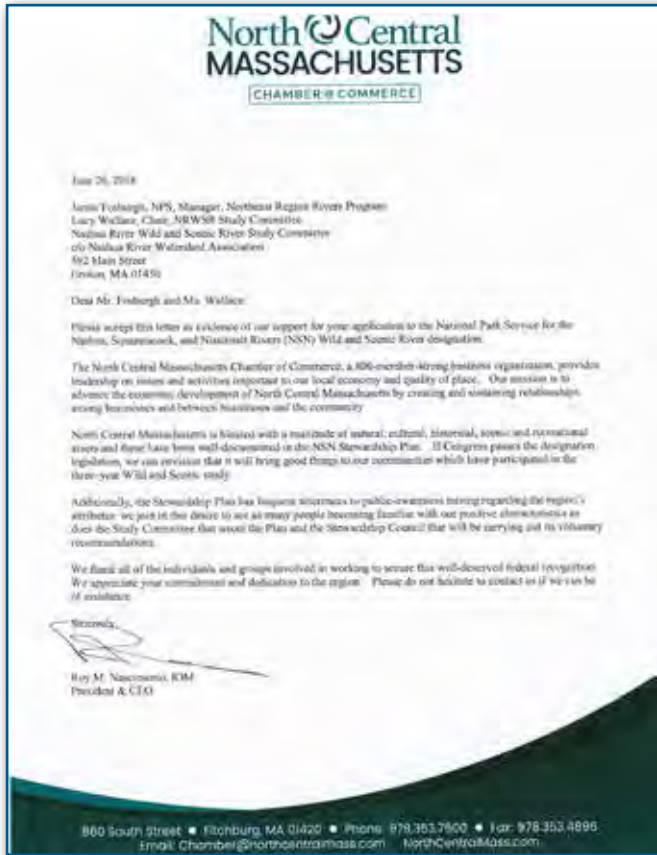 North Central
MASSACHUSETTS
CHAMBER of COMMERCE
June 26, 2018
Jamie Fosburgh, NPS, Manager, Northeast Region Rivers Program
Lucy Wallace, Chair, NRWSR Study Committee
Nashua River Wild and Scenic River Study Committee
c/o Nashua River Watershed Association
592 Main Street
Groton, MA 01450
Dear Mr. Fosburgh and Ms. Wallace:
Please accept this letter as evidence of our support for your application to the National Park Service for the
Nashua, Squannacook, and Nissitissit Rivers (NSN) Wild and Scenic River designation.
The North Central Massachusetts Chamber of Commerce, a 800-member-strong business organization, provides
leadership on issues and activities important to our local economy and quality of place. Our mission is to
advance the economic development of North Central Massachusetts by creating and sustaining relationships
among businesses and between businesses and the community.
North Central Massachusetts is blessed with a multitude of natural, cultural, historical, scenic and recreational
assets and these have been well-documented in the NSN Stewardship Plan. If Congress passes the designation
legislation, we can envision that it will bring good things to our communities which have participated in the
three-year Wild and Scenic study.
Additionally, the Stewardship Plan has frequent references to public-awareness raising regarding the region's
attributes: we join in this desire to see as many people becoming familiar with our positive characteristics as
does the Study Committee that wrote the Plan and the Stewardship Council that will be carrying out its voluntary
recommendations.
We thank all of the individuals and groups involved in working to secure this well-deserved federal recognition.
We appreciate your commitment and dedication to the region. Please do not hesitate to contact us if we can be
of assistance.
Sincerely,
Roy M. Nascimento, IOM
President & CEO
860 South Street • Fitchburg, MA 01420 • Phone: 978.353.7600 • Fax: 978.353.4896
Email: Chamber@northcentralmass.com NorthCentralMass.com